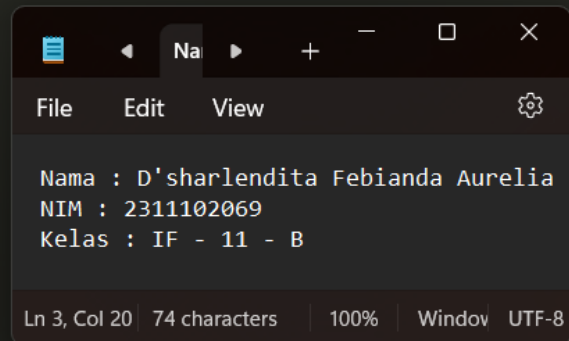 Na
File Edit View
Nama : D'sharlendita Febianda Aurelia
NIM : 2311102069
Kelas : IF - 11 - B
Ln 3, Col 20 74 characters 100% Window UTF-8